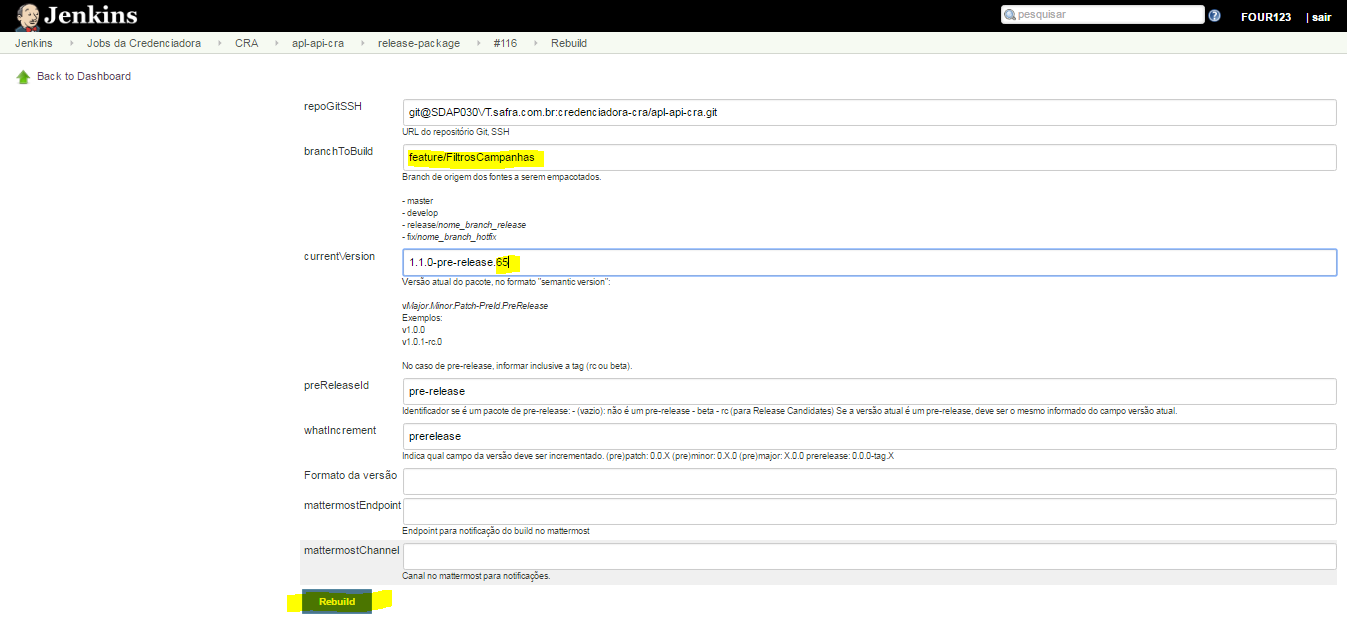 Jenkins
pesquisar
FOUR123 | sair
Jenkins Jobs da Credenciadora CRA apl-api-cra release-package #116 Rebuild
Back to Dashboard
repoGitSSH
git@SDAP030VT.safra.com.br:credenciadora-cra/apl-api-cra.git
URL do repositório Git, SSH
branchToBuild
feature/FiltrosCampanhas
Branch de origem dos fontes a serem empacotados.
- master
- develop
- release/nome_branch_release
- fix/nome_branch_hotfix
currentVersion
1.1.0-pre-release.65
Versão atual do pacote, no formato "semantic version":
vMajor.Minor.Patch-PreId.PreRelease
Exemplos:
v1.0.0
v1.0.1-rc.0
No caso de pre-release, informar inclusive a tag (rc ou beta).
preReleaseId
pre-release
Identificador se é um pacote de pre-release: - (vazio): não é um pre-release - beta - rc (para Release Candidates) Se a versão atual é um pre-release, deve ser o mesmo informado do campo versão atual.
whatIncrement
prerelease
Indica qual campo da versão deve ser incrementado. (pre)patch: 0.0.X (pre)minor: 0.X.0 (pre)major: X.0.0 prerelease: 0.0.0-tag.X
Formato da versão
mattermostEndpoint
Endpoint para notificação do build no mattermost
mattermostChannel
Canal no mattermost para notificações.
Rebuild